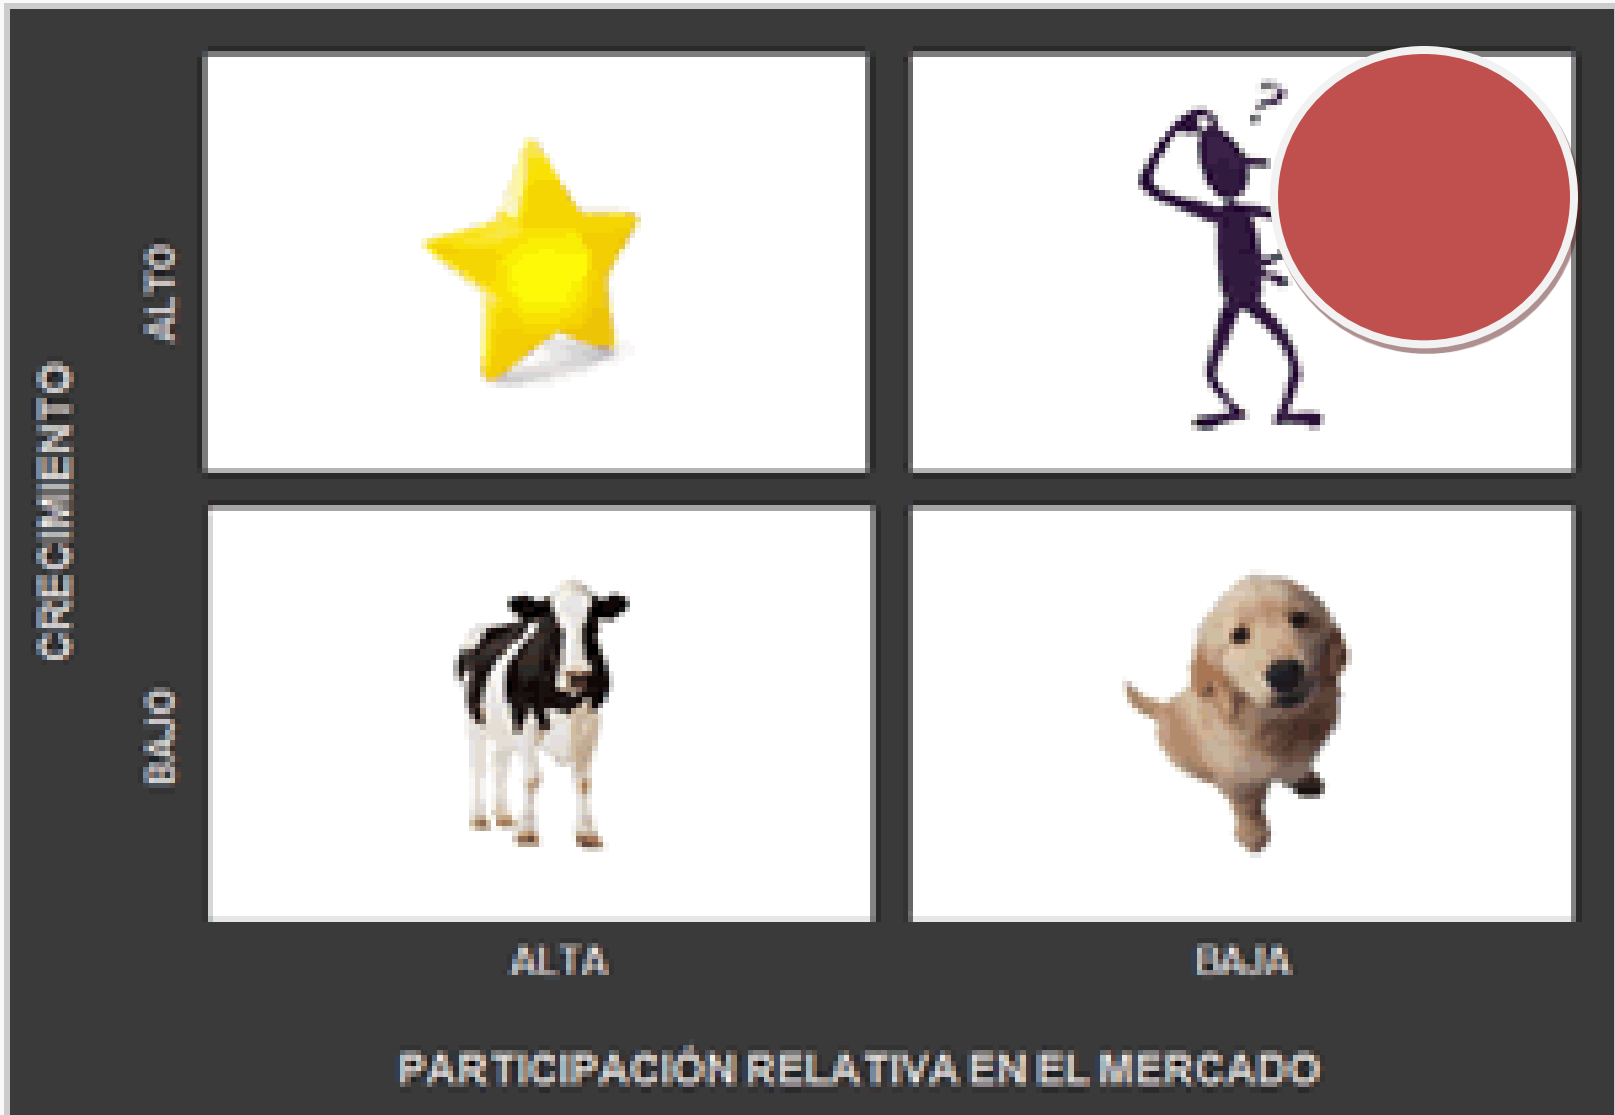 ?
ALTO
CRECIMIENTO
BAJO
ALTA BAJA
PARTICIPACIÓN RELATIVA EN EL MERCADO